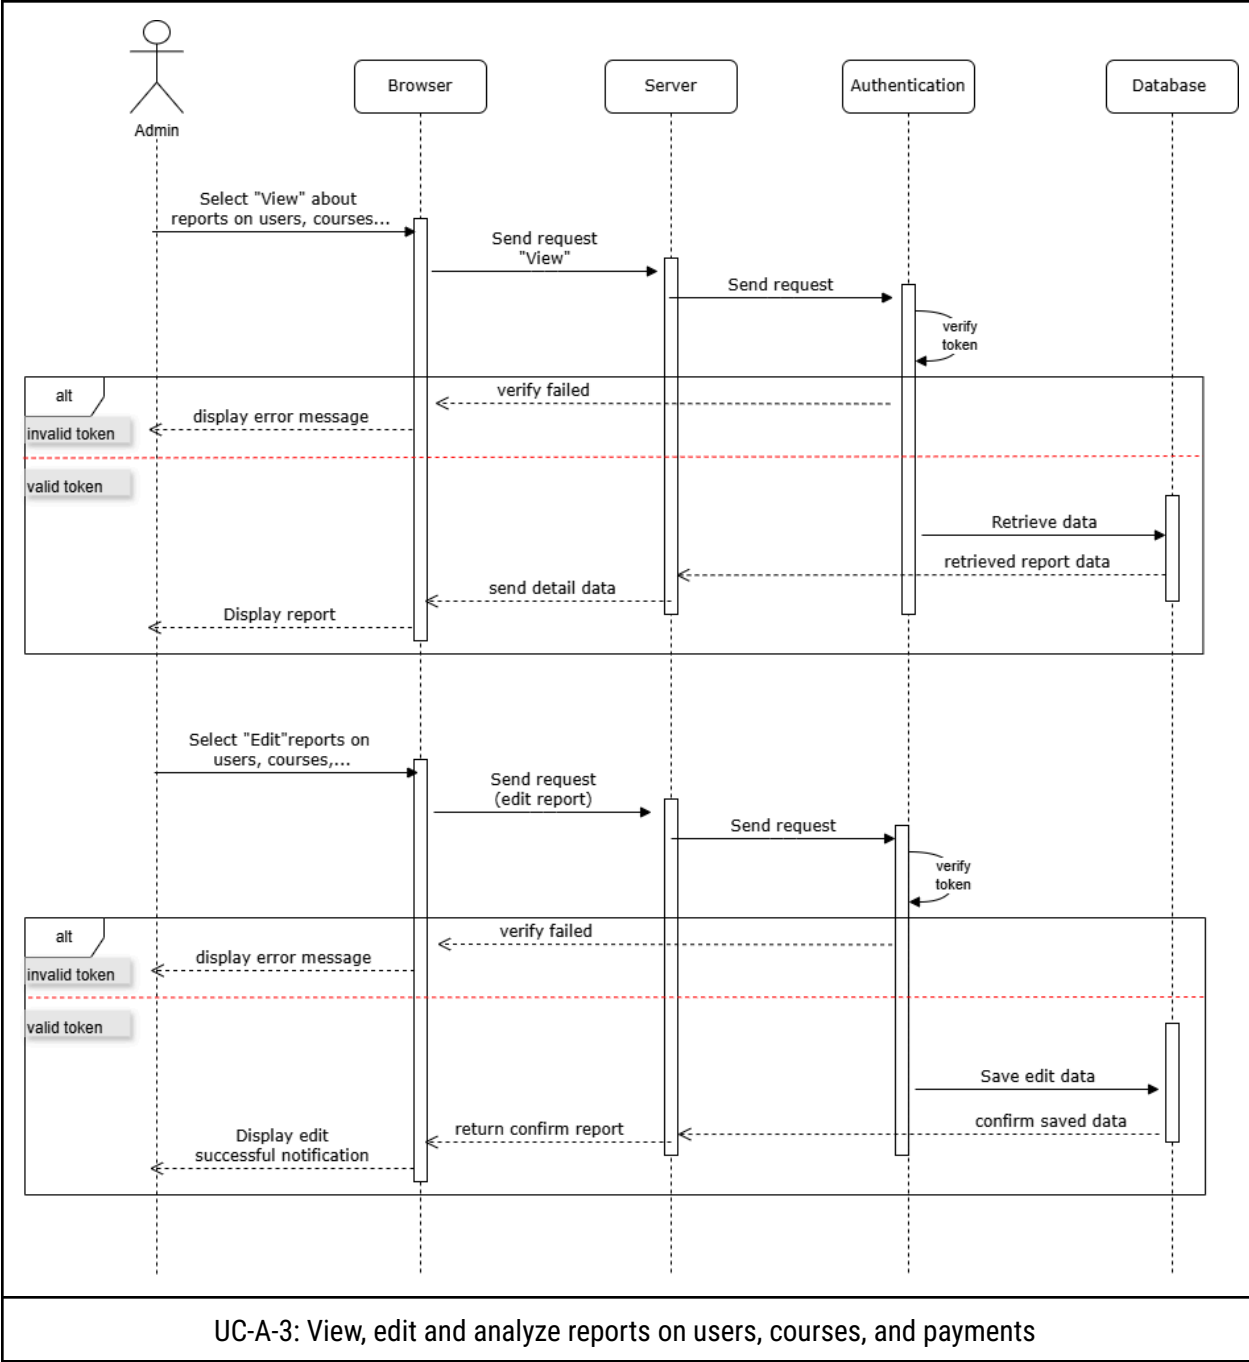 Admin
Browser
Server
Authentication
Database
Select "View" about
reports on users, courses...
Send request
"View"
Send request
verify
token
alt
verify failed
display error message
invalid token
valid token
Retrieve data
retrieved report data
send detail data
Display report
Select "Edit"reports on
users, courses,...
Send request
(edit report)
Send request
verify
token
alt
verify failed
display error message
invalid token
valid token
Save edit data
confirm saved data
return confirm report
Display edit
successful notification
UC-A-3: View, edit and analyze reports on users, courses, and payments